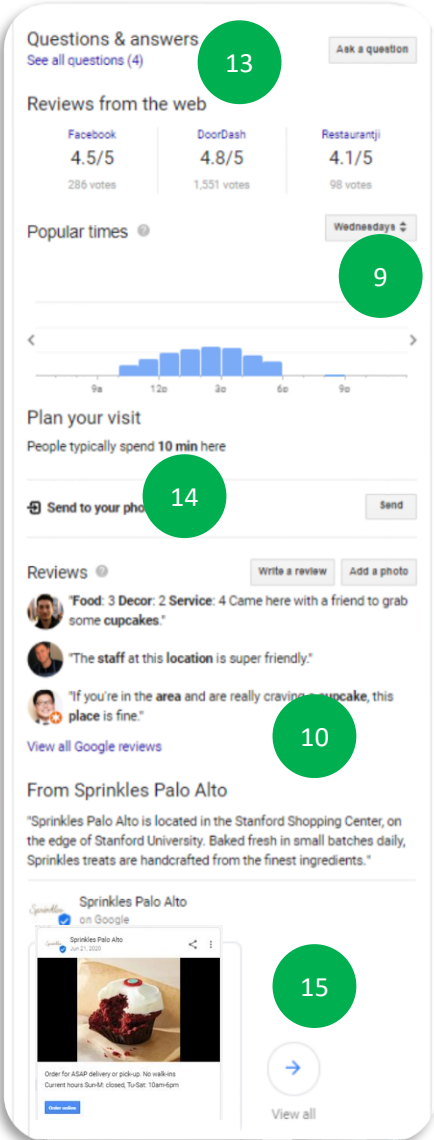 Questions & answers
See all questions (4)
13
Ask a question
Reviews from the web
Facebook
4.5/5
286 votes
DoorDash
4.8/5
1,551 votes
Restaurantji
4.1/5
98 votes
Popular times
Wednesdays
9
9a 12p 3p 6p 9p
Plan your visit
People typically spend 10 min here
14
Send to your pho
Send
Reviews
Write a review
Add a photo
"Food: 3 Decor: 2 Service: 4 Came here with a friend to grab
some cupcakes."
"The staff at this location is super friendly."
"If you're in the area and are really craving a cupcake, this
place is fine."
10
View all Google reviews
From Sprinkles Palo Alto
"Sprinkles Palo Alto is located in the Stanford Shopping Center, on
the edge of Stanford University. Baked fresh in small batches daily,
Sprinkles treats are handcrafted from the finest ingredients."
Sprinkles
Sprinkles Palo Alto
on Google
Sprinkles Palo Alto
Jun 21, 2020
15
Order for ASAP delivery or pick-up. No walk-ins
Current hours Sun-M: closed, Tu-Sat: 10am-6pm
Order online
View all